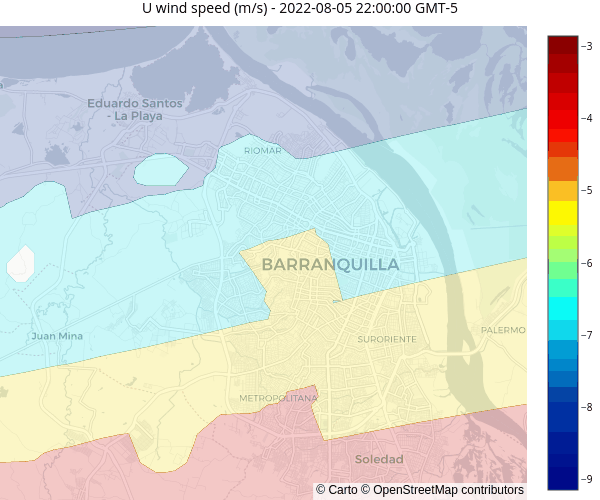 U wind speed (m/s) - 2022-08-05 22:00:00 GMT-5
Eduardo Santos
- La Playa
RIOMAR
BARRANQUILLA
Juan Mina
SURORIENTE
PALERMO
METROPOLITANA
Soledad
© Carto © OpenStreetMap contributors
−3
−4
−5
−6
−7
−8
−9